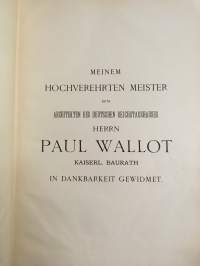 MEINEM
HOCHVEREHRTEN MEISTER
DEM
ARCHITEKTEN DES DEUTSCHEN REICHSTAGSHAUSES
HERRN
PAUL WALLOT
KAISERL. BAURATH
IN DANKBARKEIT GEWIDMET.